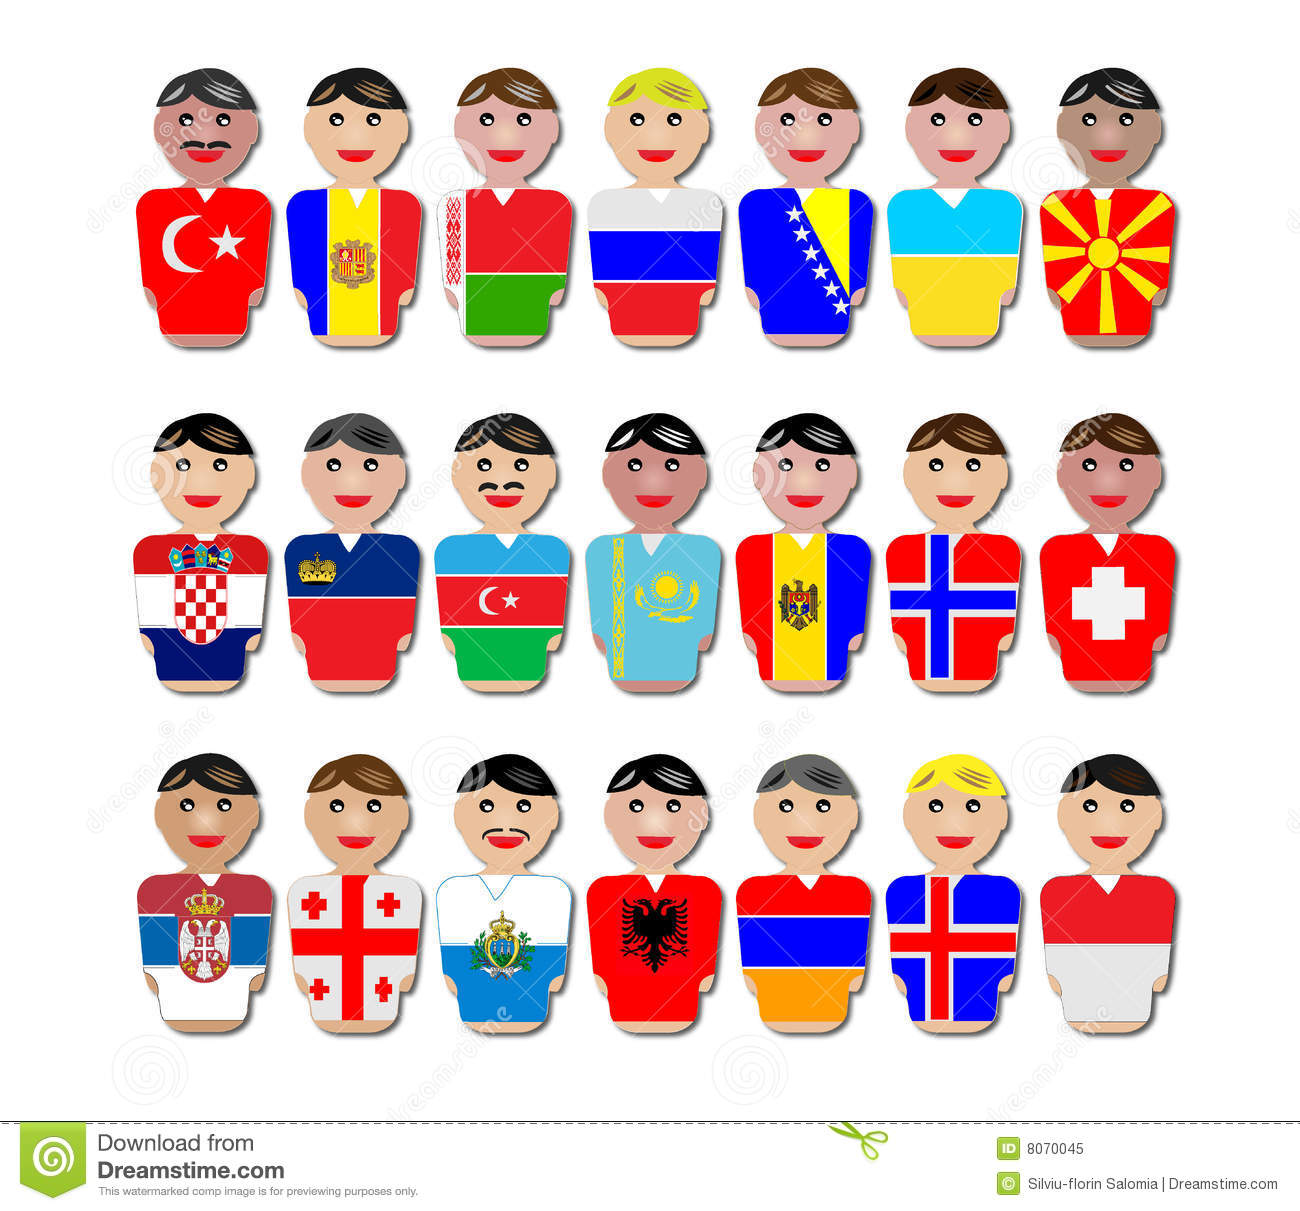 Download from
Dreamstime.com
This watermarked comp image is for previewing purposes only.
ID 8070045
© Silviu-florin Salomia | Dreamstime.com